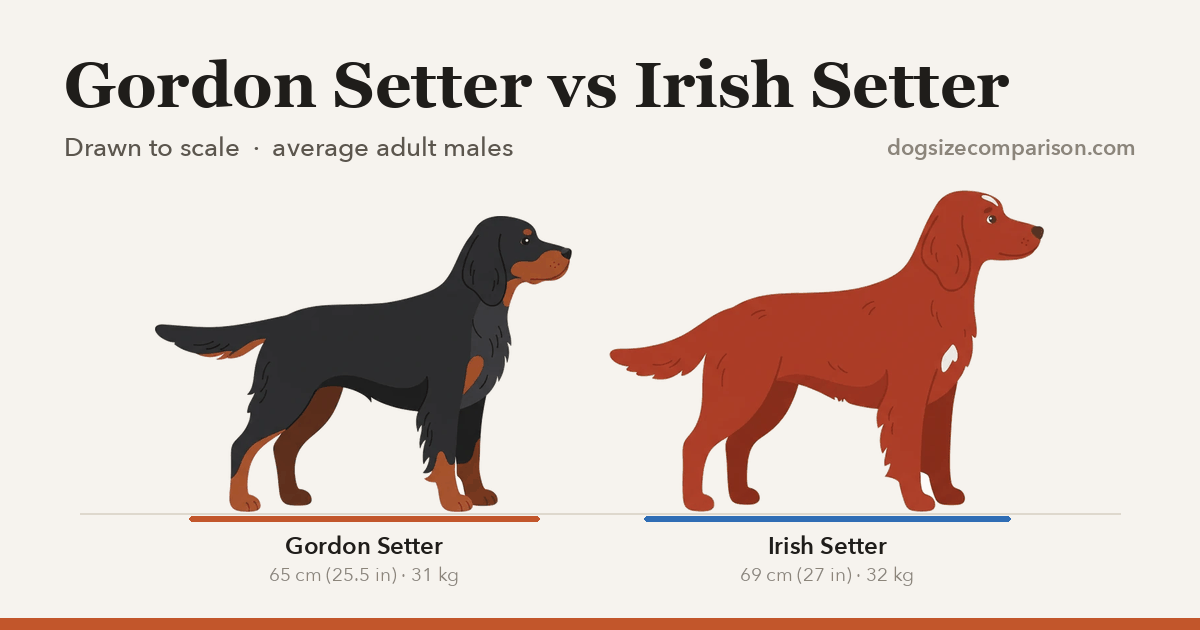 Gordon Setter vs Irish Setter
Drawn to scale · average adult males
dogsizecomparison.com
Gordon Setter
65 cm (25.5 in) · 31 kg
Irish Setter
69 cm (27 in) · 32 kg